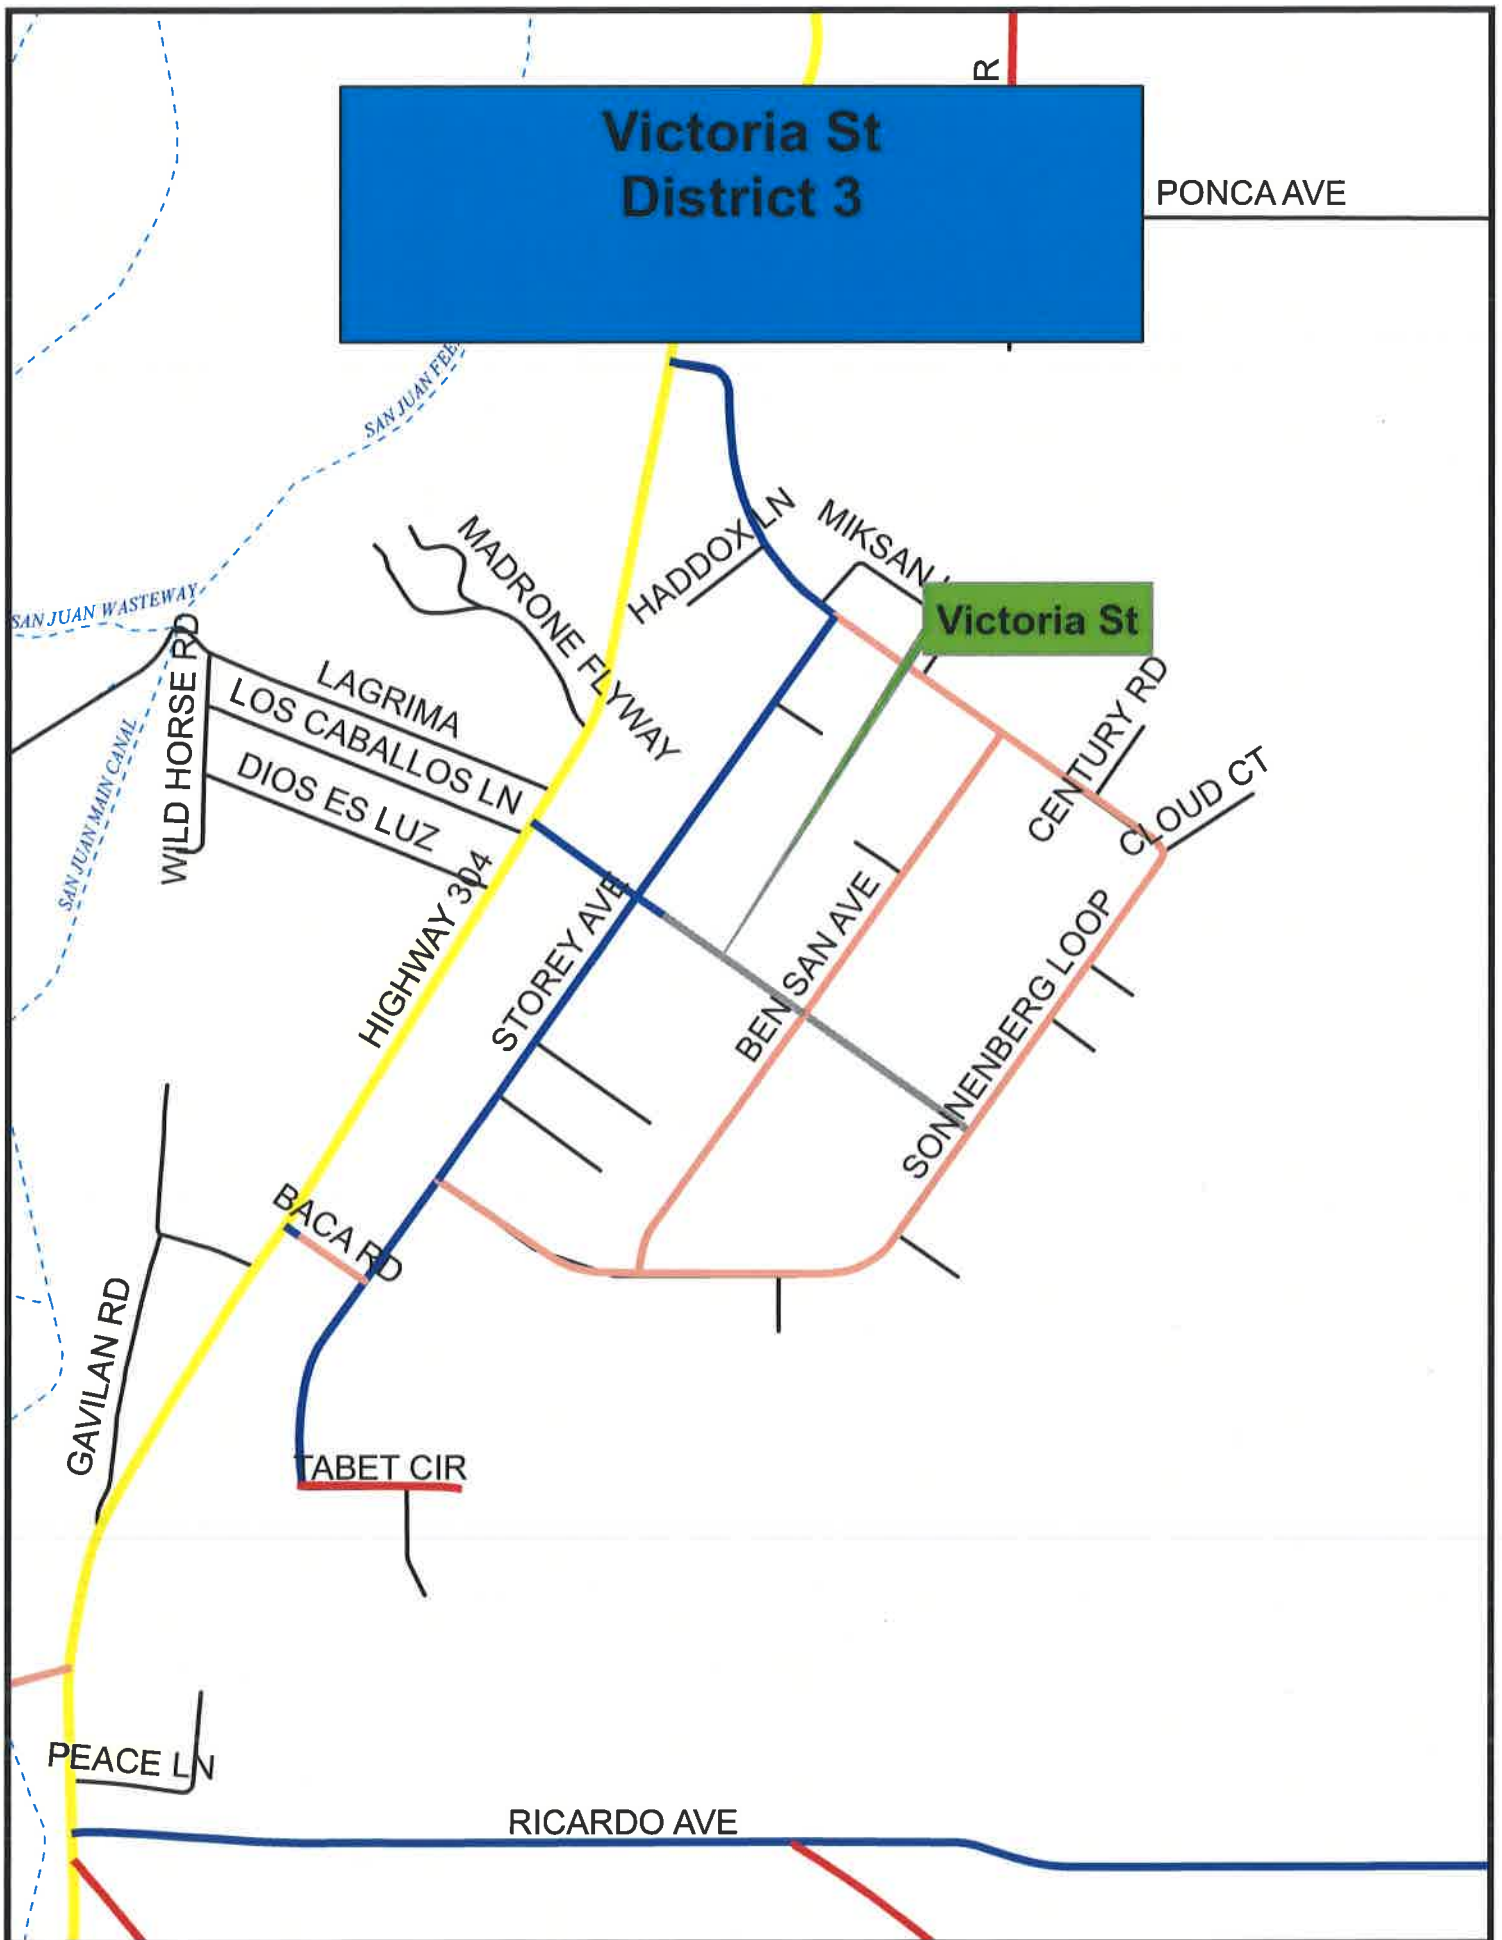 R
Victoria St
District 3
PONCA AVE
SAN JUAN
HADDOX LN
MIKSAN
MADRONE FLYWAY
SAN JUAN WASTEWAY
Victoria St
WILD HORSE RD
LAGRIMA
LOS CABALLOS LN
DIOS ES LUZ
SAN JUAN MAIN CANAL
CENTURY RD
CLOUD CT
HIGHWAY 304
STOREY AVE
BEN SAN AVE
SONNENBERG LOOP
BACA RD
GAVILAN RD
TABET CIR
PEACE LN
RICARDO AVE